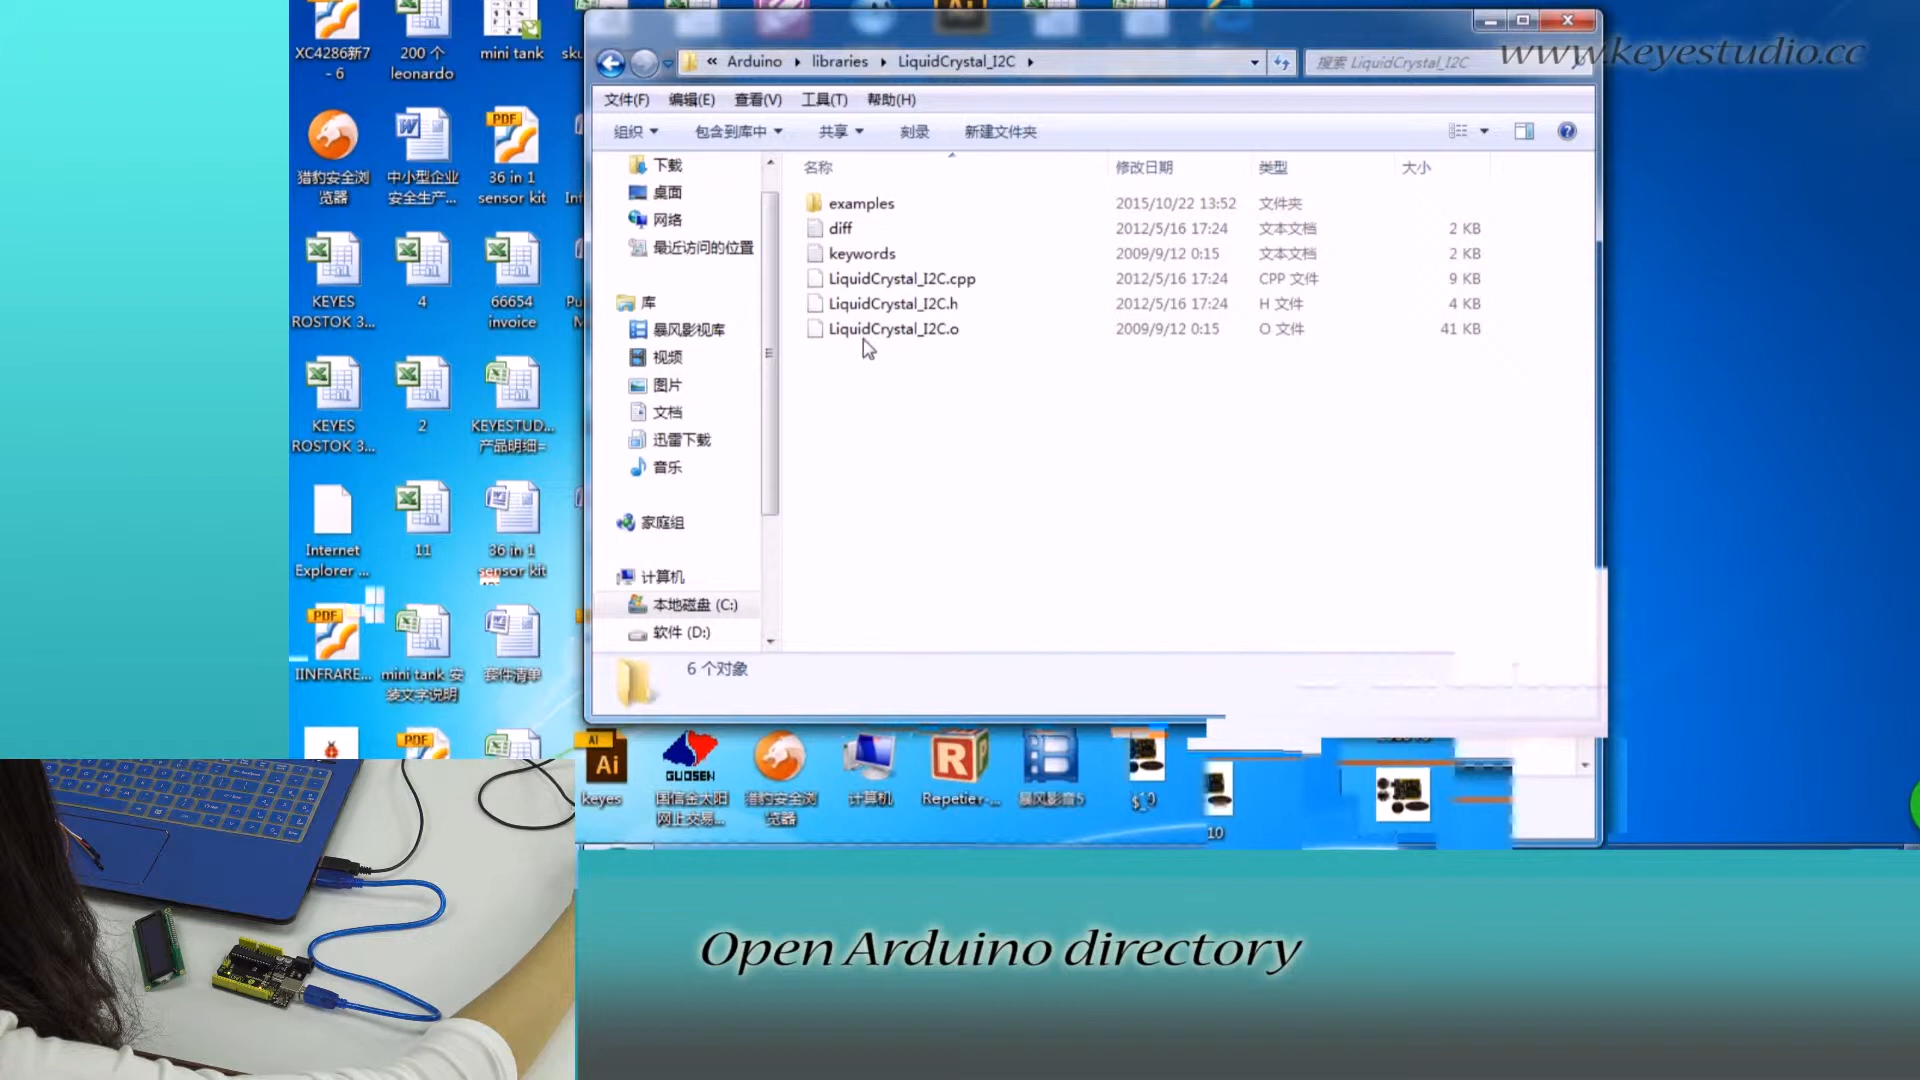 XC4286新7
- 6
200 个
leonardo
mini tank
猎豹安全浏
览器
中小型企业
安全生产...
36 in 1
sensor kit
KEYES
ROSTOK 3...
4
66654
invoice
KEYES
ROSTOK 3...
2
KEYESTUD...
产品明细=
Internet
Explorer ...
11
36 in 1
sensor kit
IINFRARE...
mini tank 安
装文字说明
套件清单
« Arduino ▸ libraries ▸ LiquidCrystal_I2C ▸
搜索 LiquidCrystal_I2C
www.keyestudio.cc
文件(F) 编辑(E) 查看(V) 工具(T) 帮助(H)
组织 包含到库中 共享 刻录 新建文件夹
下载
桌面
网络
最近访问的位置
库
暴风影视库
视频
图片
文档
迅雷下载
音乐
家庭组
计算机
本地磁盘 (C:)
软件 (D:)
名称 修改日期 类型 大小
examples 2015/10/22 13:52 文件夹
diff 2012/5/16 17:24 文本文档 2 KB
keywords 2009/9/12 0:15 文本文档 2 KB
LiquidCrystal_I2C.cpp 2012/5/16 17:24 CPP 文件 9 KB
LiquidCrystal_I2C.h 2012/5/16 17:24 H 文件 4 KB
LiquidCrystal_I2C.o 2009/9/12 0:15 O 文件 41 KB
6 个对象
keyes
GUOSEN
国信金太阳
网上交易...
猎豹安全浏
览器
计算机
Repetier-...
暴风影音5
10
Open Arduino directory